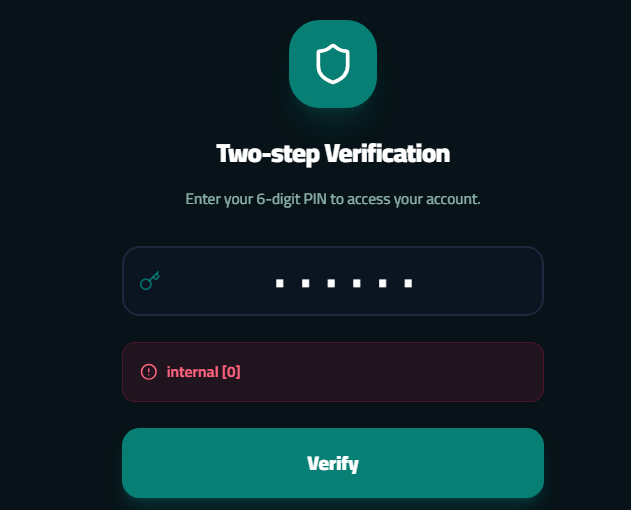 Two-step Verification
Enter your 6-digit PIN to access your account.
internal [0]
Verify